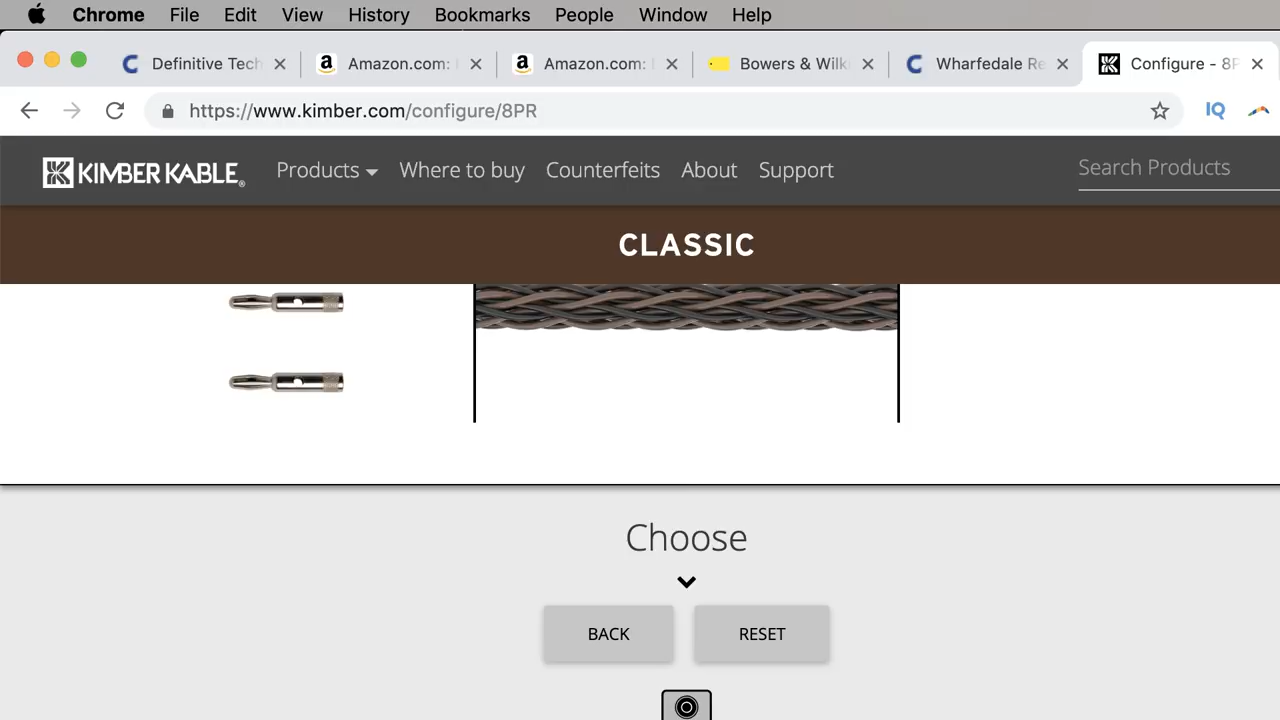 Chrome File Edit View History Bookmarks People Window Help
Definitive Tech Amazon.com: Amazon.com: Bowers & Wilk Wharfedale Re Configure - 8P
https://www.kimber.com/configure/8PR IQ
KIMBER KABLE® Products Where to buy Counterfeits About Support Search Products
CLASSIC
Choose
BACK RESET